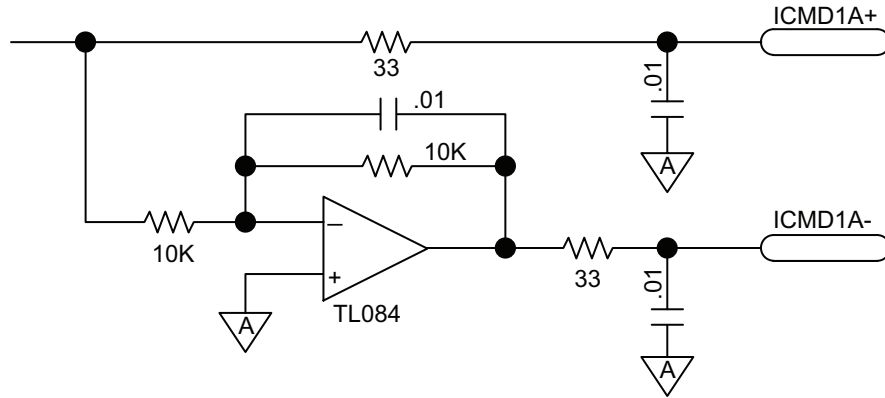 ICMD1A+
33
.01
.01
A
10K
10K
−
+
TL084
A
ICMD1A-
33
.01
A